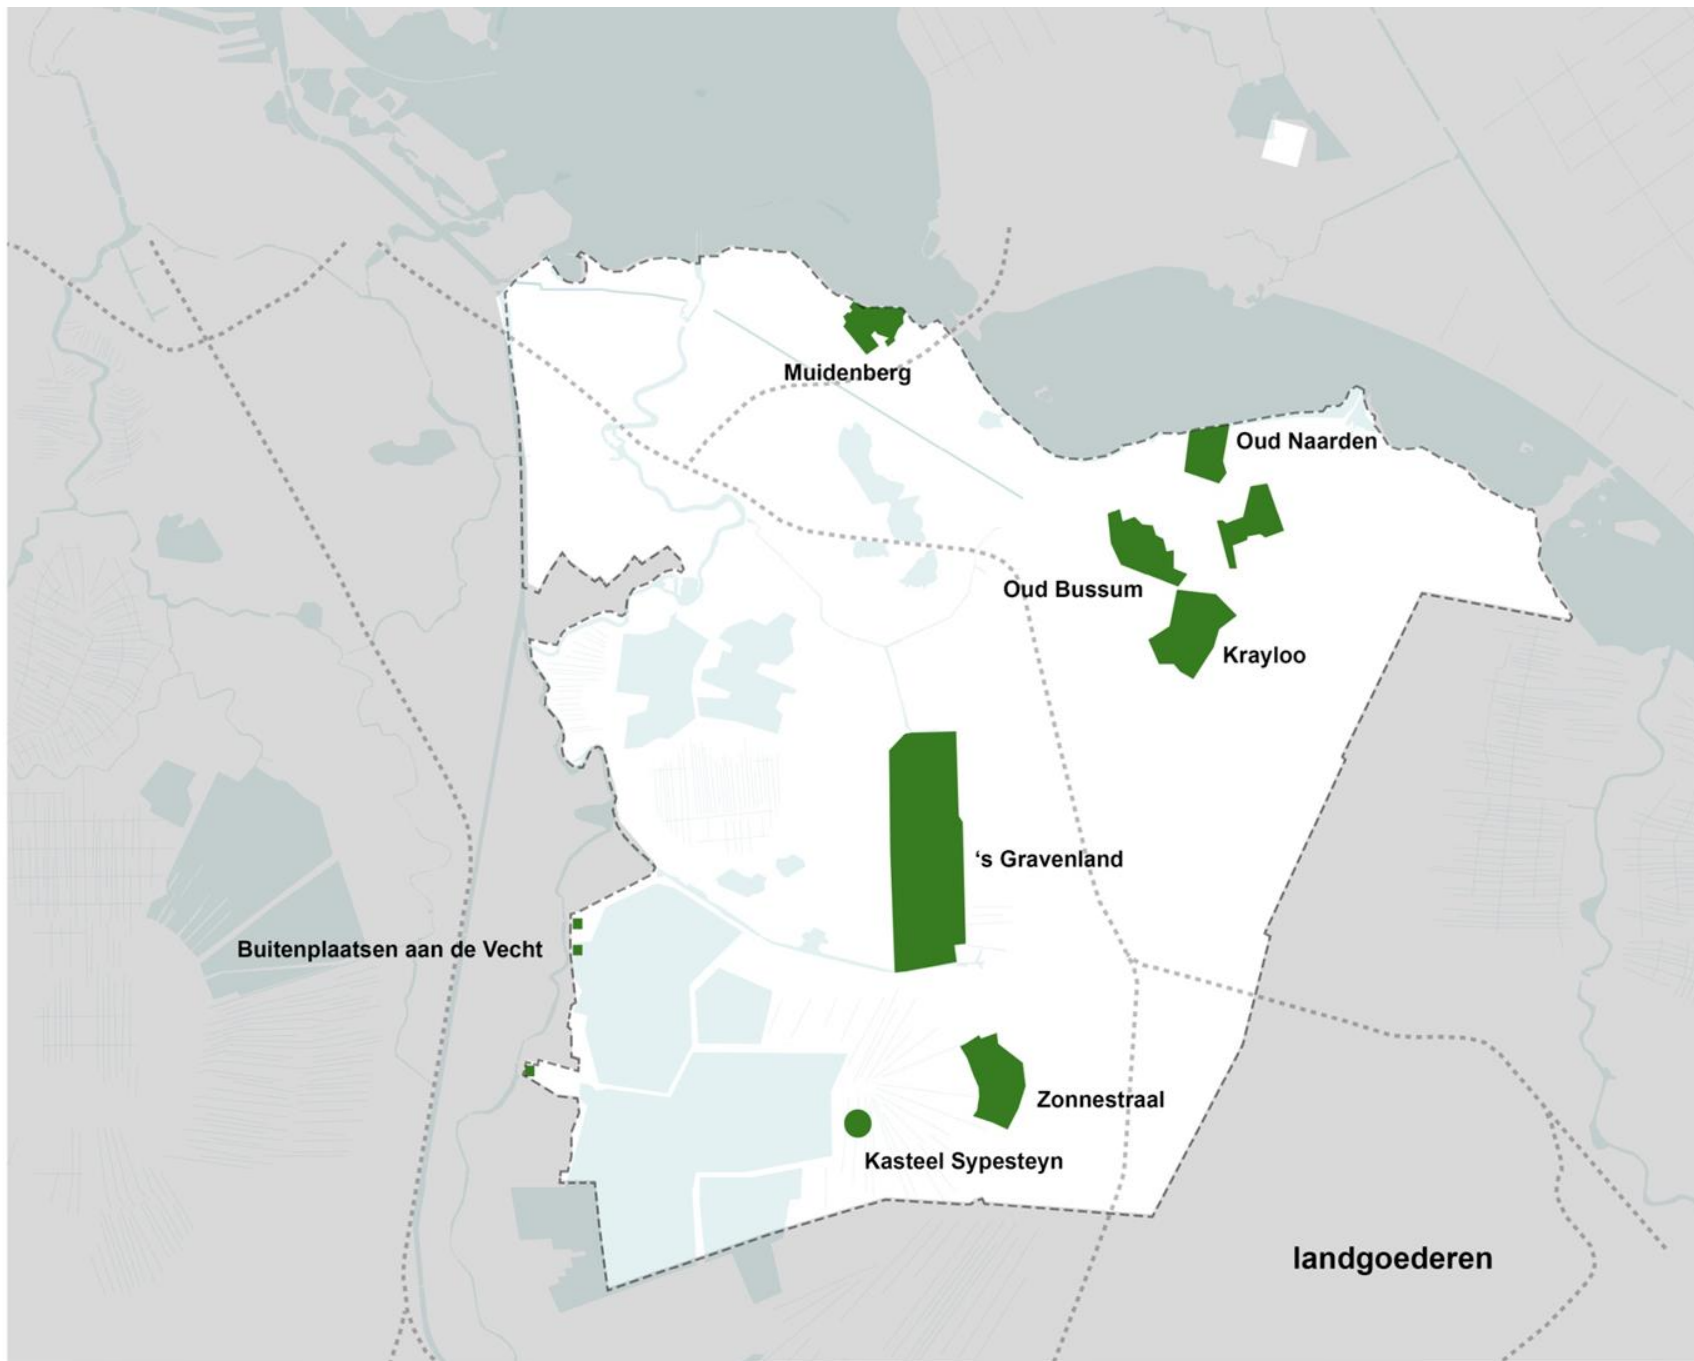 Muidenberg
Oud Naarden
Oud Bussum
Krayloo
‘s Gravenland
Buitenplaatsen aan de Vecht
Zonnestraal
Kasteel Sypesteyn
landgoederen